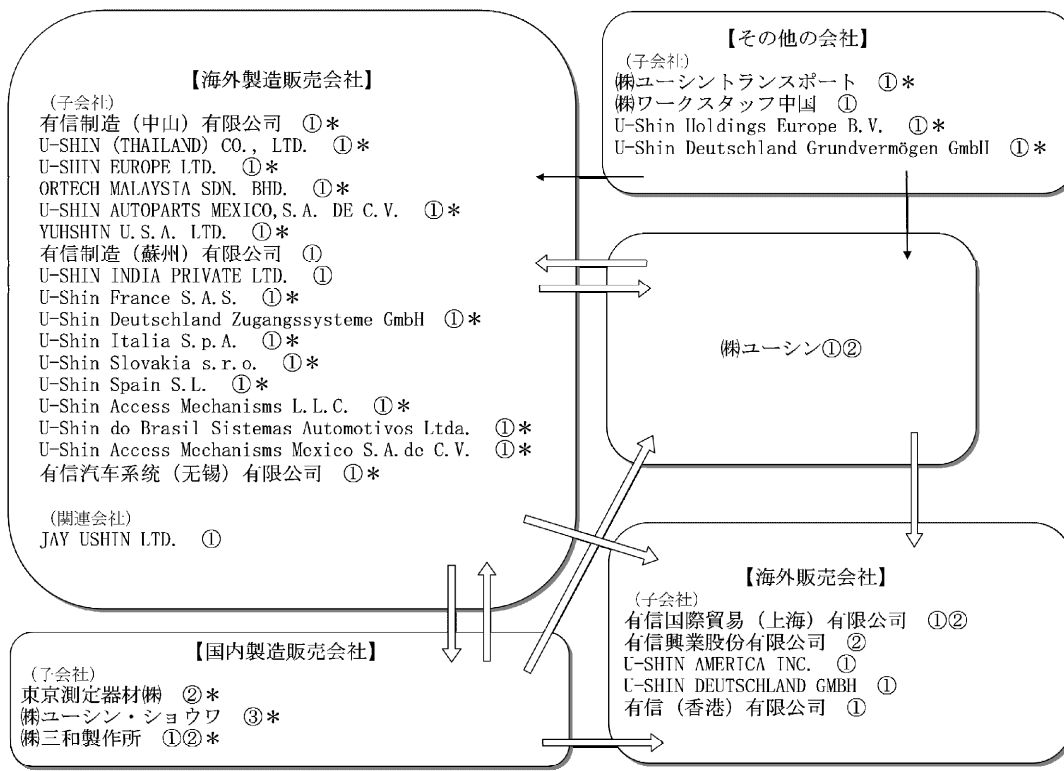 【海外製造販売会社】
(子会社)
有信制造（中山）有限公司 ①*
U-SHIN (THAILAND) CO., LTD. ①*
U-SHIN EUROPE LTD. ①*
ORTECH MALAYSIA SDN. BHD. ①*
U-SHIN AUTOPARTS MEXICO,S.A. DE C.V. ①*
YUHSHIN U.S.A. LTD. ①*
有信制造（蘇州）有限公司 ①
U-SHIN INDIA PRIVATE LTD. ①
U-Shin France S.A.S. ①*
U-Shin Deutschland Zugangssysteme GmbH ①*
U-Shin Italia S.p.A. ①*
U-Shin Slovakia s.r.o. ①*
U-Shin Spain S.L. ①*
U-Shin Access Mechanisms L.L.C. ①*
U-Shin do Brasil Sistemas Automotivos Ltda. ①*
U-Shin Access Mechanisms Mexico S.A.de C.V. ①*
有信汽车系统（无锡）有限公司 ①*
(関連会社)
JAY USHIN LTD. ①
【その他の会社】
(子会社)
㈱ユーシントランスポート ①*
㈱ワークスタッフ中国 ①
U-Shin Holdings Europe B.V. ①*
U-Shin Deutschland Grundvermögen GmbH ①*
㈱ユーシン①②
【国内製造販売会社】
(子会社)
東京測定器材㈱ ②*
㈱ユーシン・ショウワ ③*
㈱三和製作所 ①②*
【海外販売会社】
(子会社)
有信国際貿易（上海）有限公司 ①②
有信興業股份有限公司 ②
U-SHIN AMERICA INC. ①
U-SHIN DEUTSCHLAND GMBH ①
有信（香港）有限公司 ①